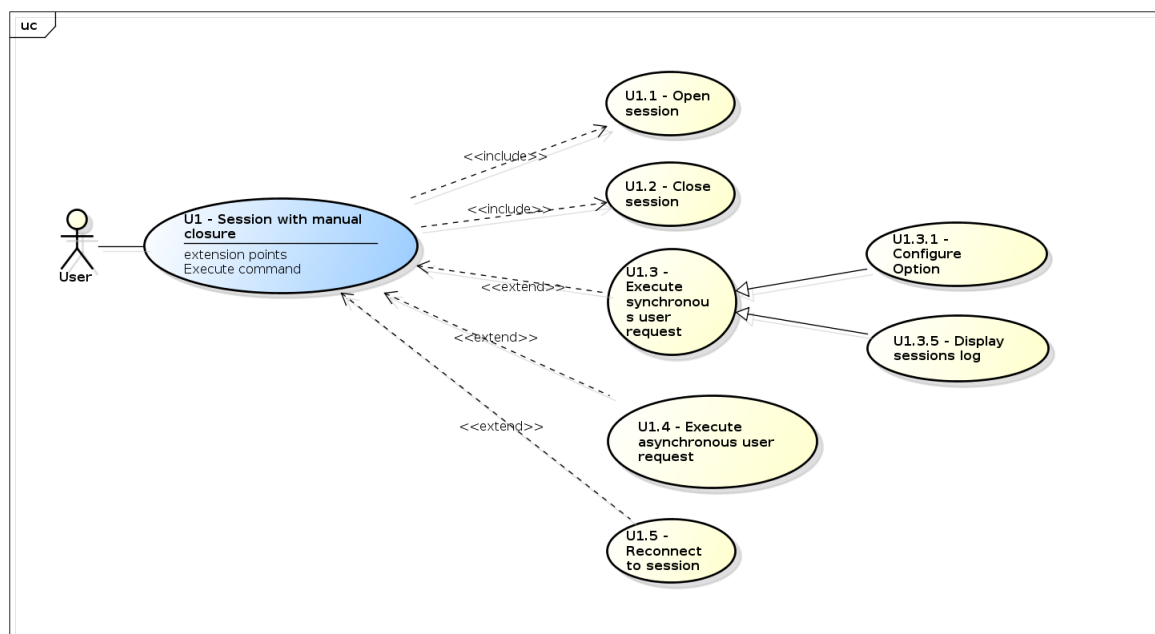 uc
U1.1 - Open
session
<<include>>
U1.2 - Close
session
<<include>>
U1 - Session with manual
closure
extension points
Execute command
User
U1.3 -
Execute
synchrono
us user
request
<<extend>>
U1.3.1 -
Configure
Option
U1.3.5 - Display
sessions log
<<extend>>
U1.4 - Execute
asynchronous user
request
<<extend>>
U1.5 -
Reconnect
to session